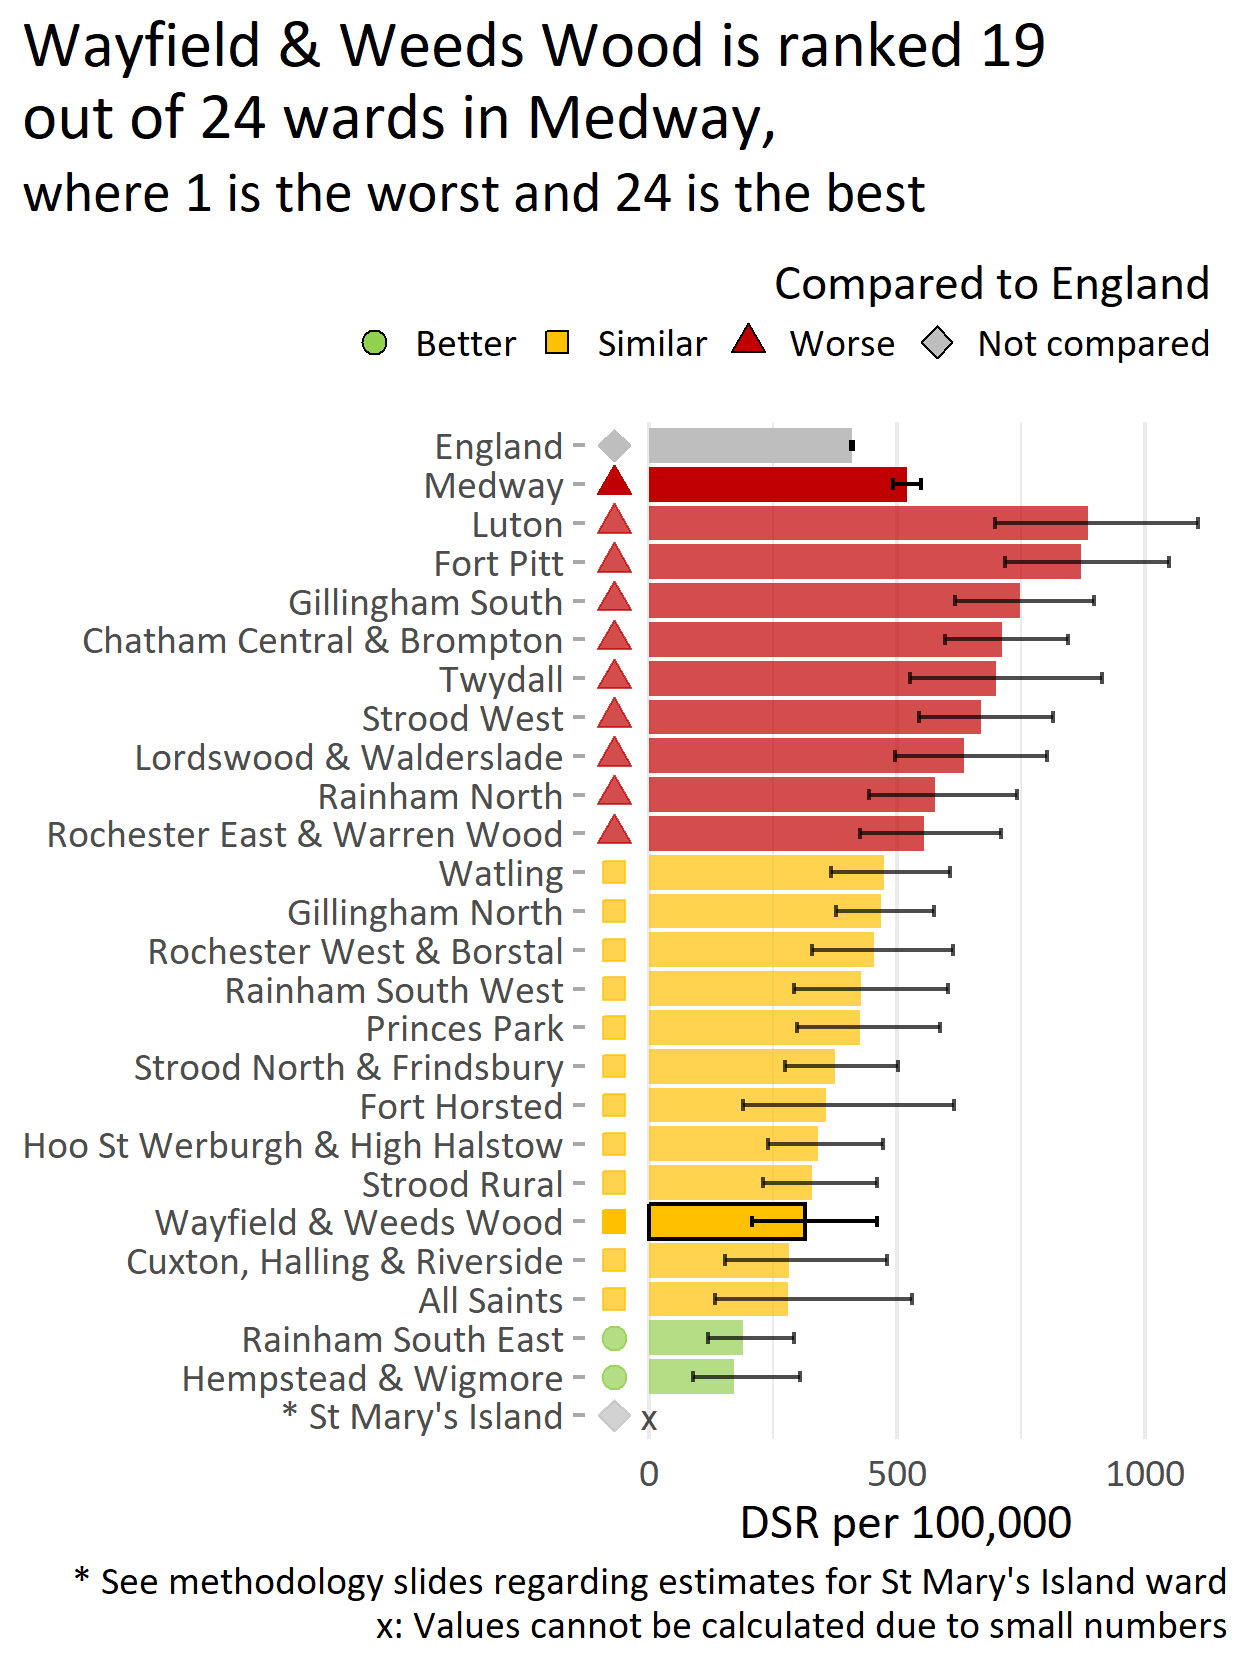 Wayfield & Weeds Wood is ranked 19
out of 24 wards in Medway,
where 1 is the worst and 24 is the best
Compared to England
Better Similar Worse Not compared
England
Medway
Luton
Fort Pitt
Gillingham South
Chatham Central & Brompton
Twydall
Strood West
Lordswood & Walderslade
Rainham North
Rochester East & Warren Wood
Watling
Gillingham North
Rochester West & Borstal
Rainham South West
Princes Park
Strood North & Frindsbury
Fort Horsted
Hoo St Werburgh & High Halstow
Strood Rural
Wayfield & Weeds Wood
Cuxton, Halling & Riverside
All Saints
Rainham South East
Hempstead & Wigmore
* St Mary's Island x
0 500 1000
DSR per 100,000
* See methodology slides regarding estimates for St Mary's Island ward
x: Values cannot be calculated due to small numbers